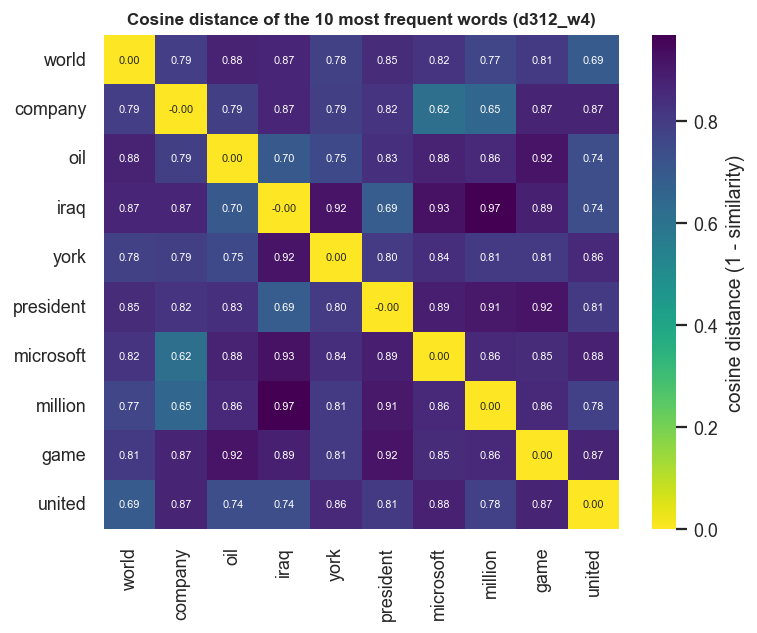 Cosine distance of the 10 most frequent words (d312_w4)
world 0.00 0.79 0.88 0.87 0.78 0.85 0.82 0.77 0.81 0.69
company 0.79 -0.00 0.79 0.87 0.79 0.82 0.62 0.65 0.87 0.87
oil 0.88 0.79 0.00 0.70 0.75 0.83 0.88 0.86 0.92 0.74
iraq 0.87 0.87 0.70 -0.00 0.92 0.69 0.93 0.97 0.89 0.74
york 0.78 0.79 0.75 0.92 0.00 0.80 0.84 0.81 0.81 0.86
president 0.85 0.82 0.83 0.69 0.80 -0.00 0.89 0.91 0.92 0.81
microsoft 0.82 0.62 0.88 0.93 0.84 0.89 0.00 0.86 0.85 0.88
million 0.77 0.65 0.86 0.97 0.81 0.91 0.86 0.00 0.86 0.78
game 0.81 0.87 0.92 0.89 0.81 0.92 0.85 0.86 0.00 0.87
united 0.69 0.87 0.74 0.74 0.86 0.81 0.88 0.78 0.87 0.00
world company oil iraq york president microsoft million game united
0.8
0.6
0.4
0.2
0.0
cosine distance (1 - similarity)